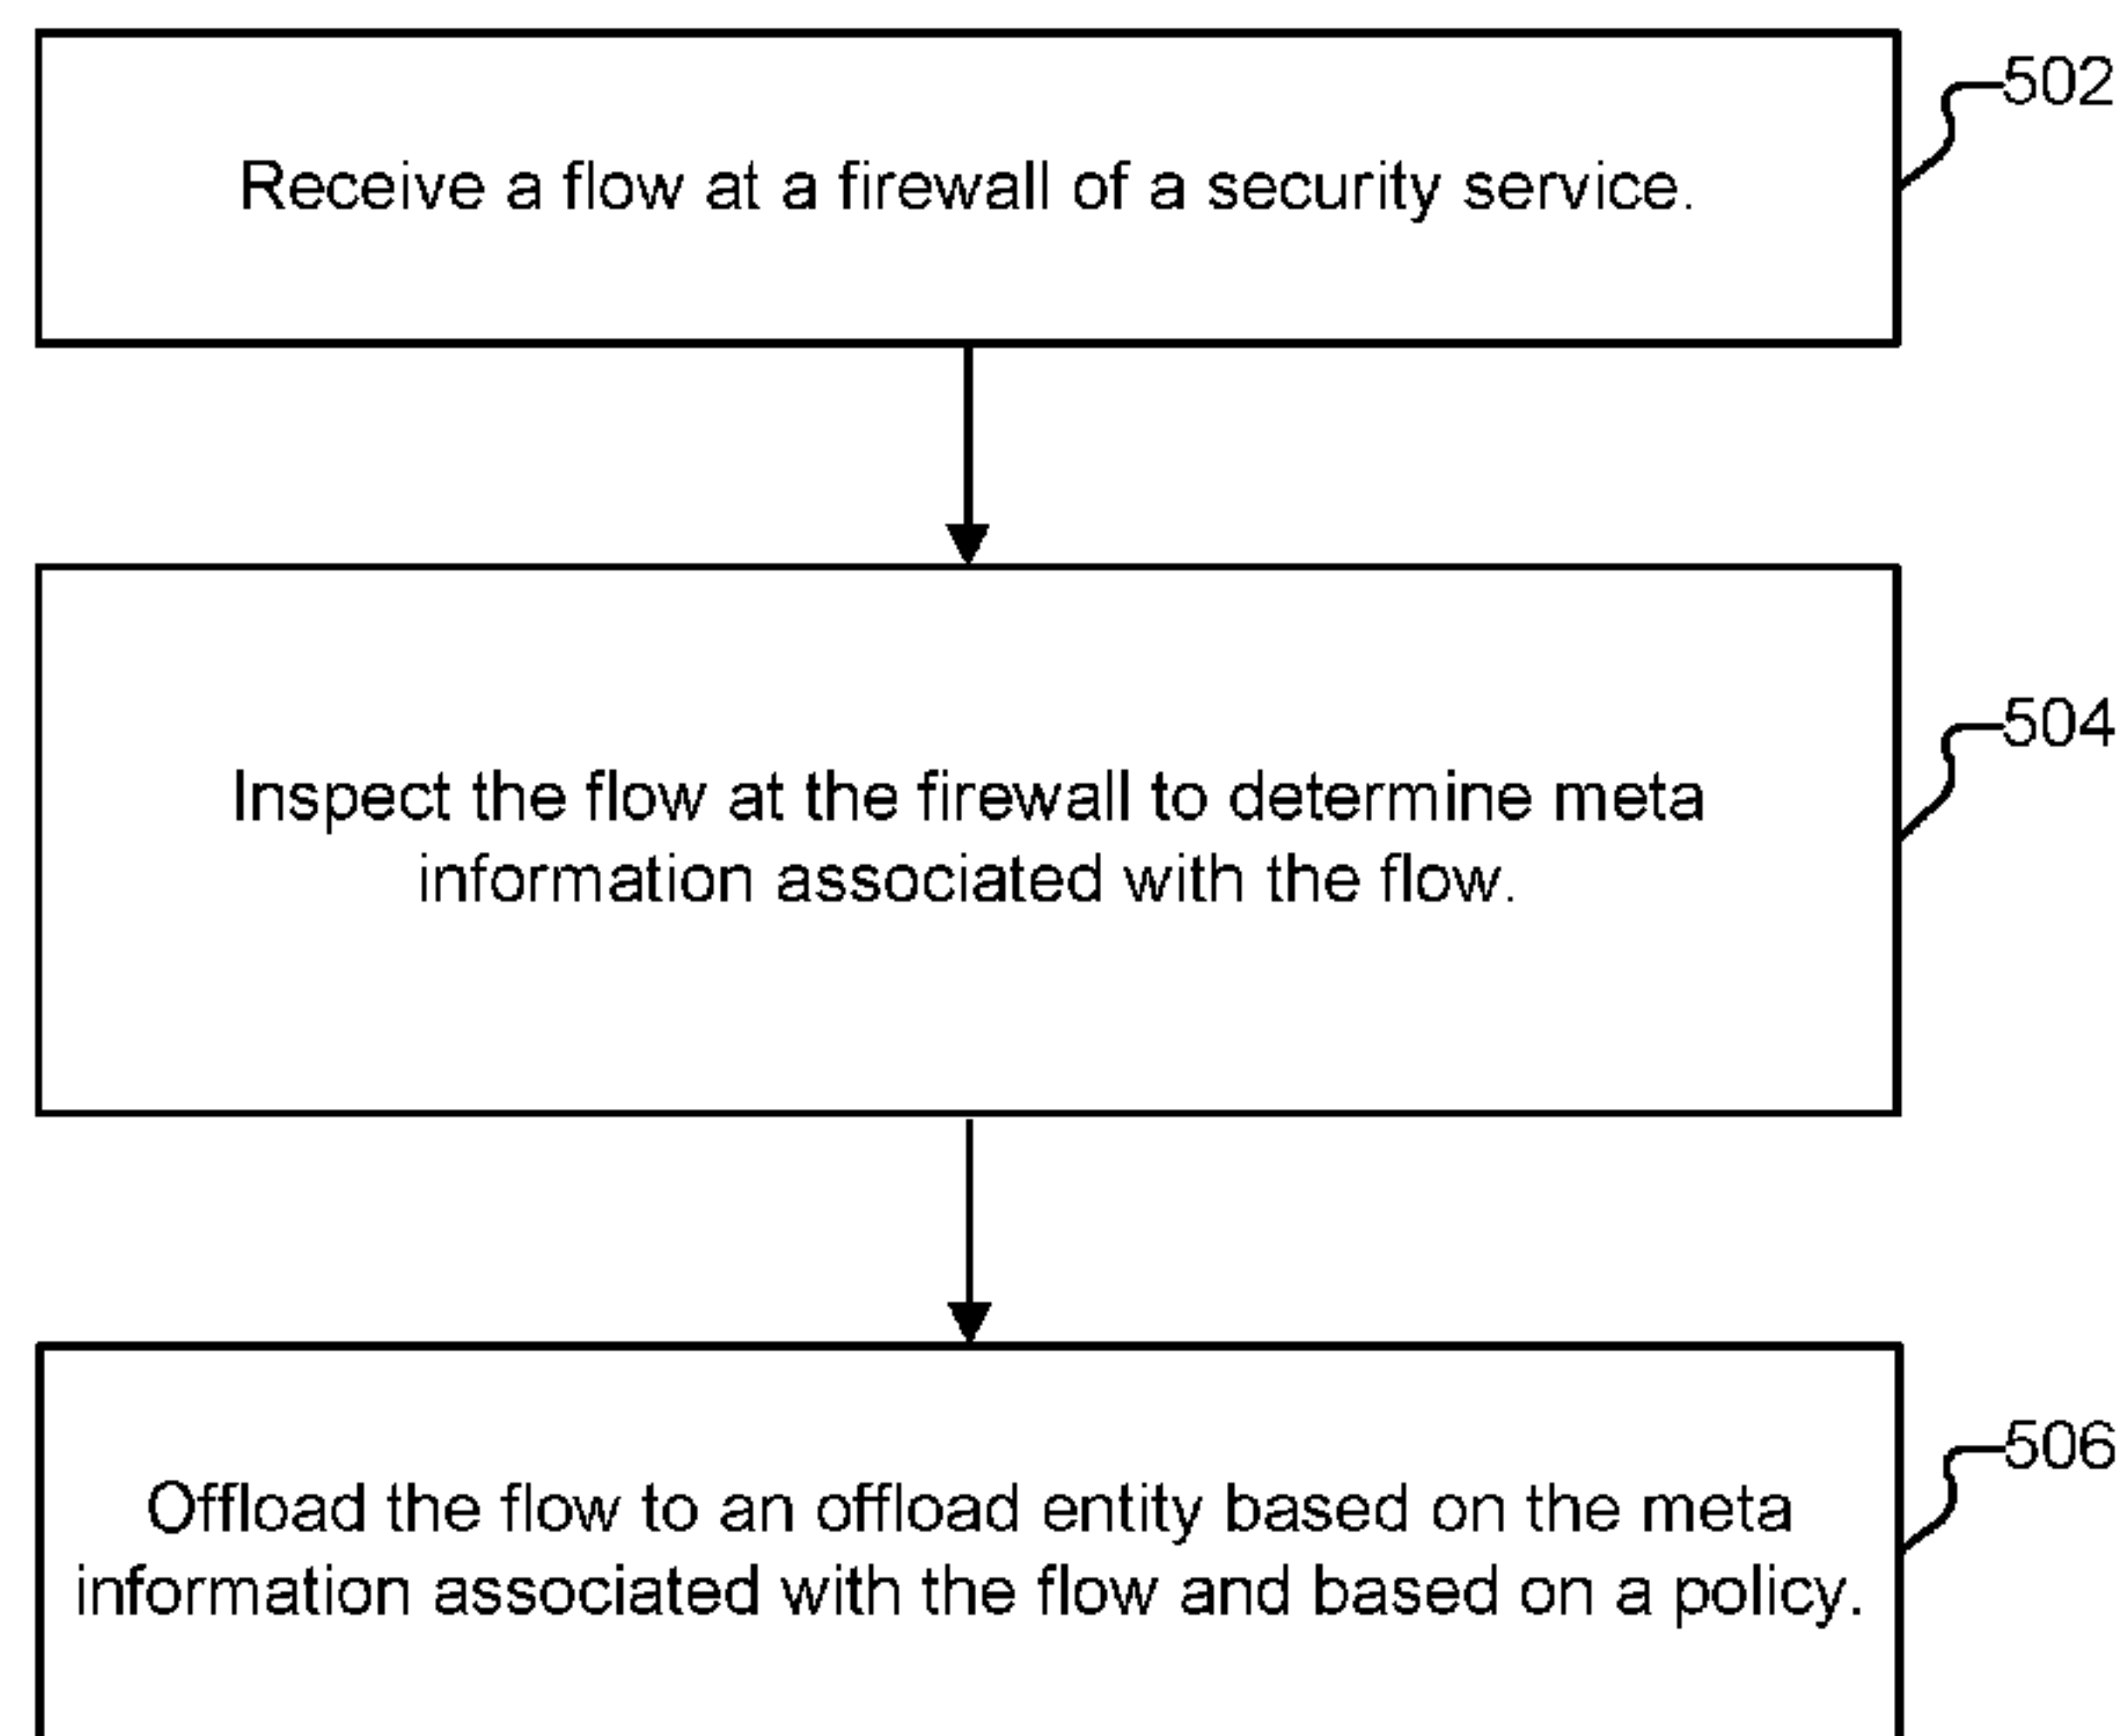 502
Receive a flow at a firewall of a security service.
504
Inspect the flow at the firewall to determine meta
information associated with the flow.
506
Offload the flow to an offload entity based on the meta
information associated with the flow and based on a policy.